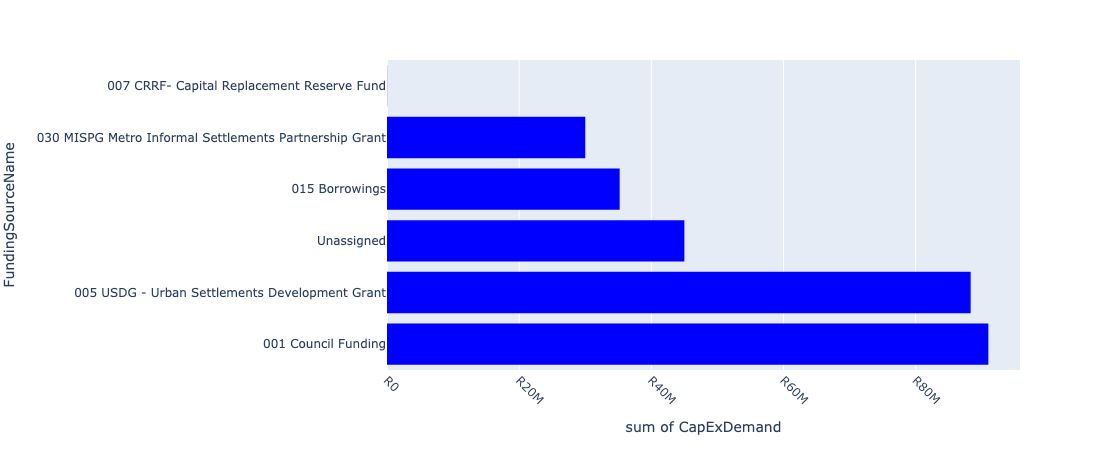 007 CRRF- Capital Replacement Reserve Fund
030 MISPG Metro Informal Settlements Partnership Grant
015 Borrowings
Unassigned
005 USDG - Urban Settlements Development Grant
001 Council Funding
FundingSourceName
R0
R20M
R40M
R60M
R80M
sum of CapExDemand